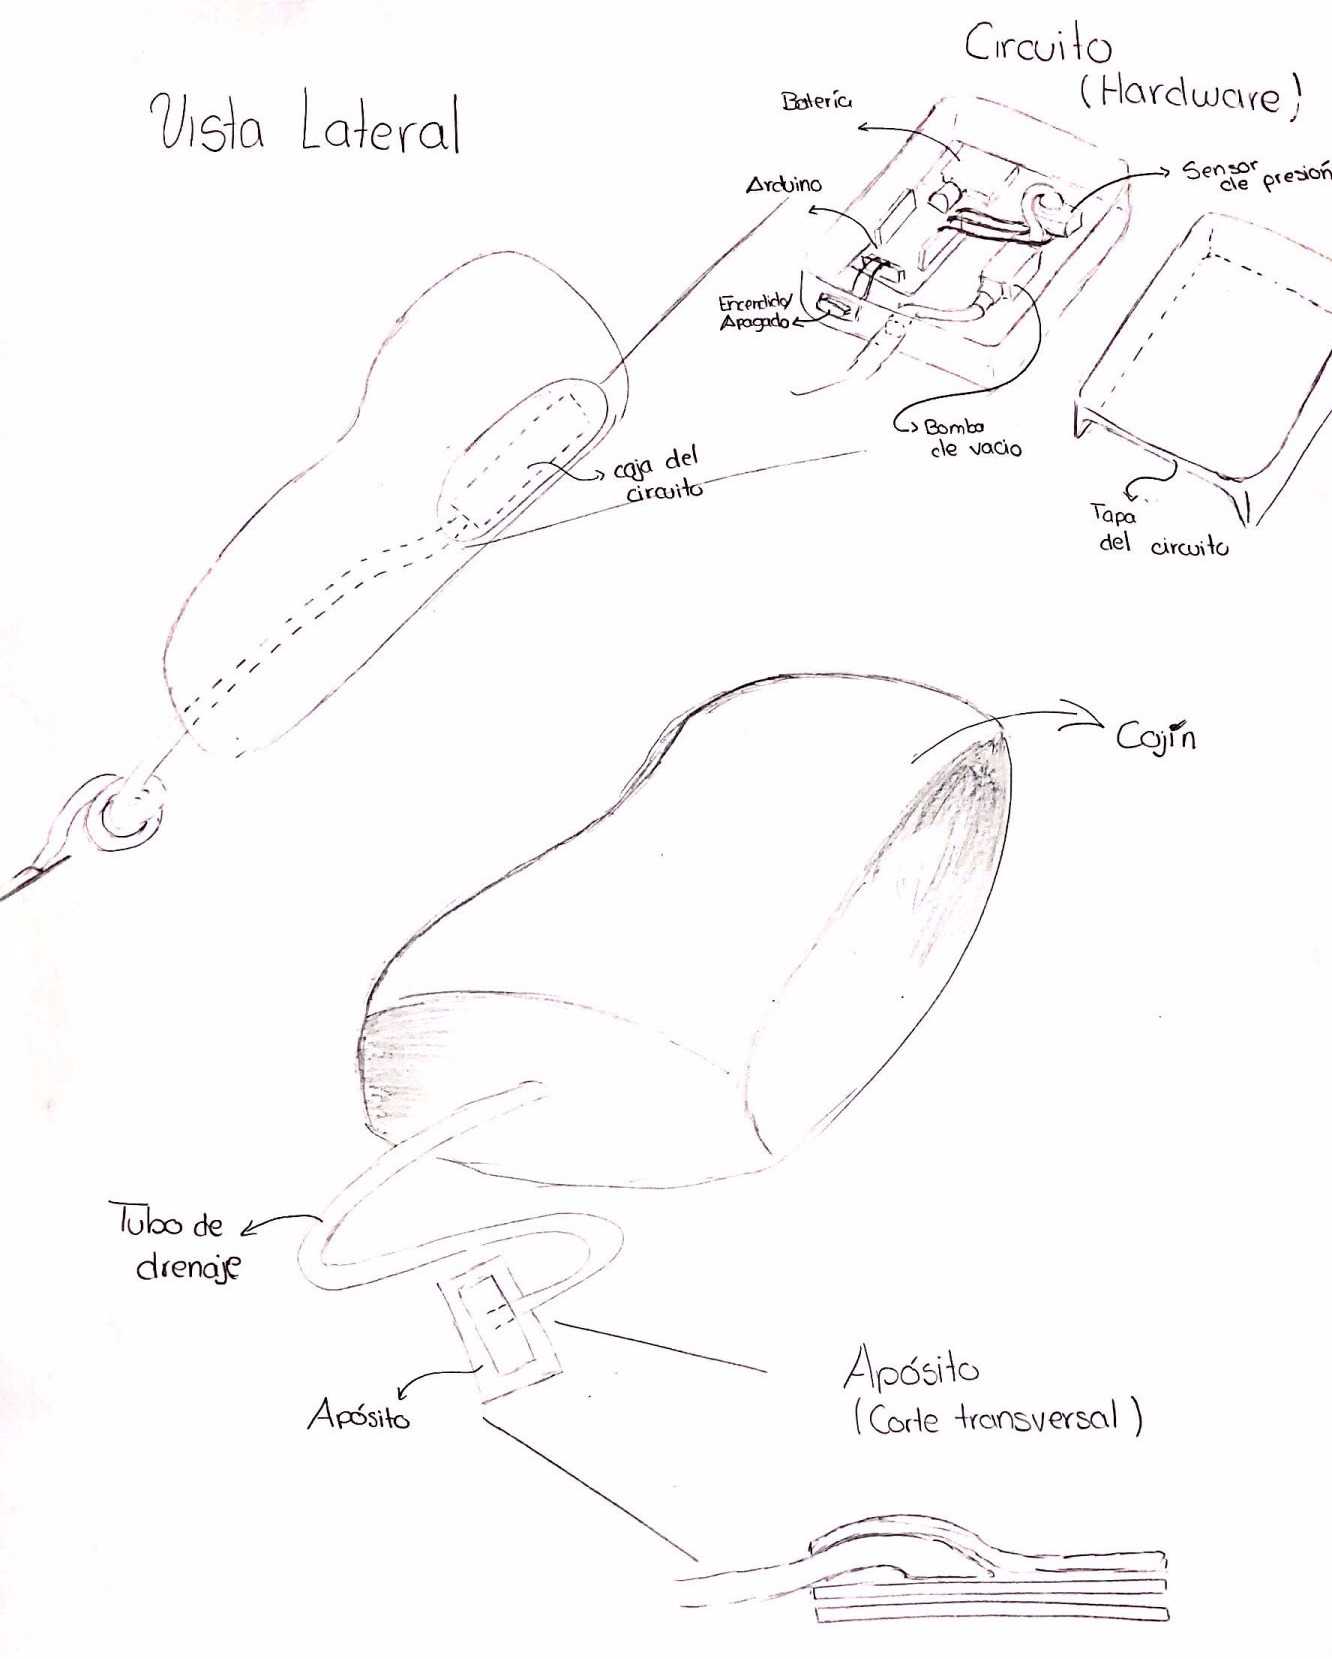 Vista Lateral
Circuito
(Hardware)
Batería
Arduino
Sensor
de presión
Encendido/
Apagado
Bomba
de vacio
caja del
circuito
Tapa
del circuito
Cojín
Tubo de
drenaje
Apósito
Apósito
(Corte transversal)